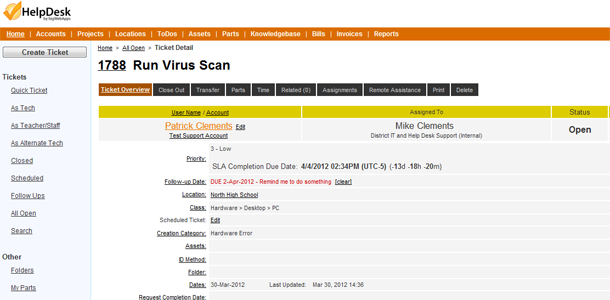 HelpDesk
by bigWebApps
Home | Accounts | Projects | Locations | ToDos | Assets | Parts | Knowledgebase | Bills | Invoices | Reports
Create Ticket
Tickets
Quick Ticket
As Tech
As Teacher/Staff
As Alternate Tech
Closed
Scheduled
Follow Ups
All Open
Search
Other
Folders
My Parts
Home > All Open > Ticket Detail
1788 Run Virus Scan
Ticket Overview Close Out Transfer Parts Time Related (0) Assignments Remote Assistance Print Delete
User Name / Account Assigned To Status
Patrick Clements Edit Mike Clements Open
Test Support Account District IT and Help Desk Support (Internal)
3 - Low
Priority:
SLA Completion Due Date: 4/4/2012 02:34PM (UTC-5) (-13d -18h -20m)
Follow-up Date: DUE 2-Apr-2012 - Remind me to do something [clear]
Location: North High School
Class: Hardware > Desktop > PC
Scheduled Ticket: Edit
Creation Category: Hardware Error
Assets:
ID Method:
Folder:
Dates: 30-Mar-2012 Last Updated: Mar 30, 2012 14:36
Request Completion Date: